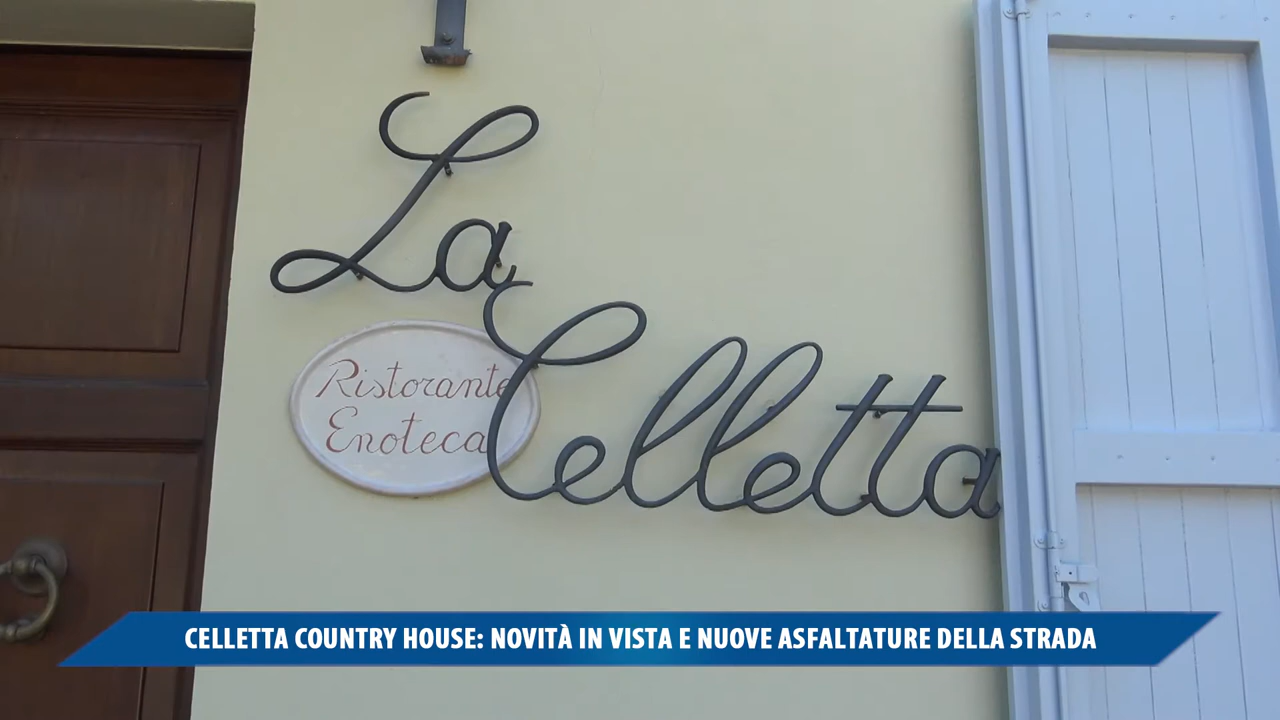 La
Celletta
Ristorante
Enoteca
CELLETTA COUNTRY HOUSE: NOVITÀ IN VISTA E NUOVE ASFALTATURE DELLA STRADA